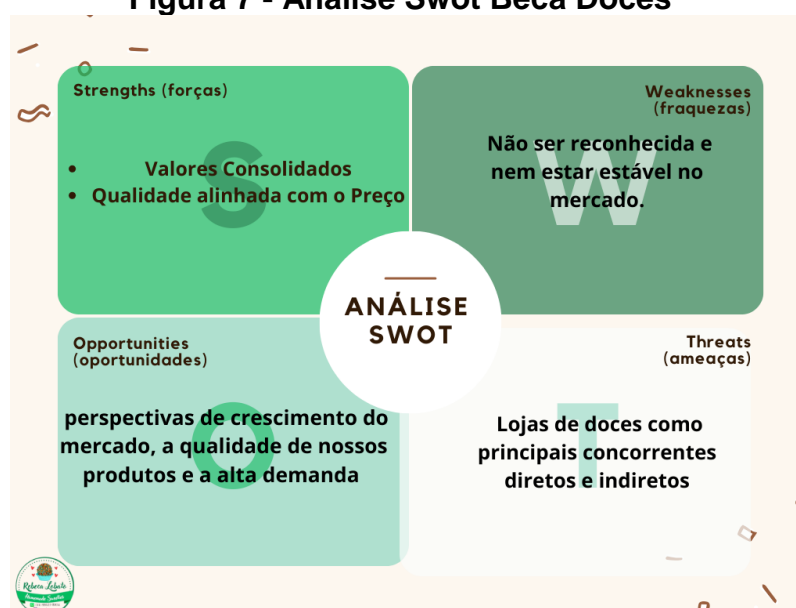 Figura 7 - Análise Swot Beca Doces
Strengths (forças)
S
• Valores Consolidados
• Qualidade alinhada com o Preço
Weaknesses
(fraquezas)
W
Não ser reconhecida e
nem estar estável no
mercado.
ANÁLISE
SWOT
Opportunities
(oportunidades)
O
perspectivas de crescimento do
mercado, a qualidade de nossos
produtos e a alta demanda
Threats
(ameaças)
T
Lojas de doces como
principais concorrentes
diretos e indiretos
Rebeca Lobato